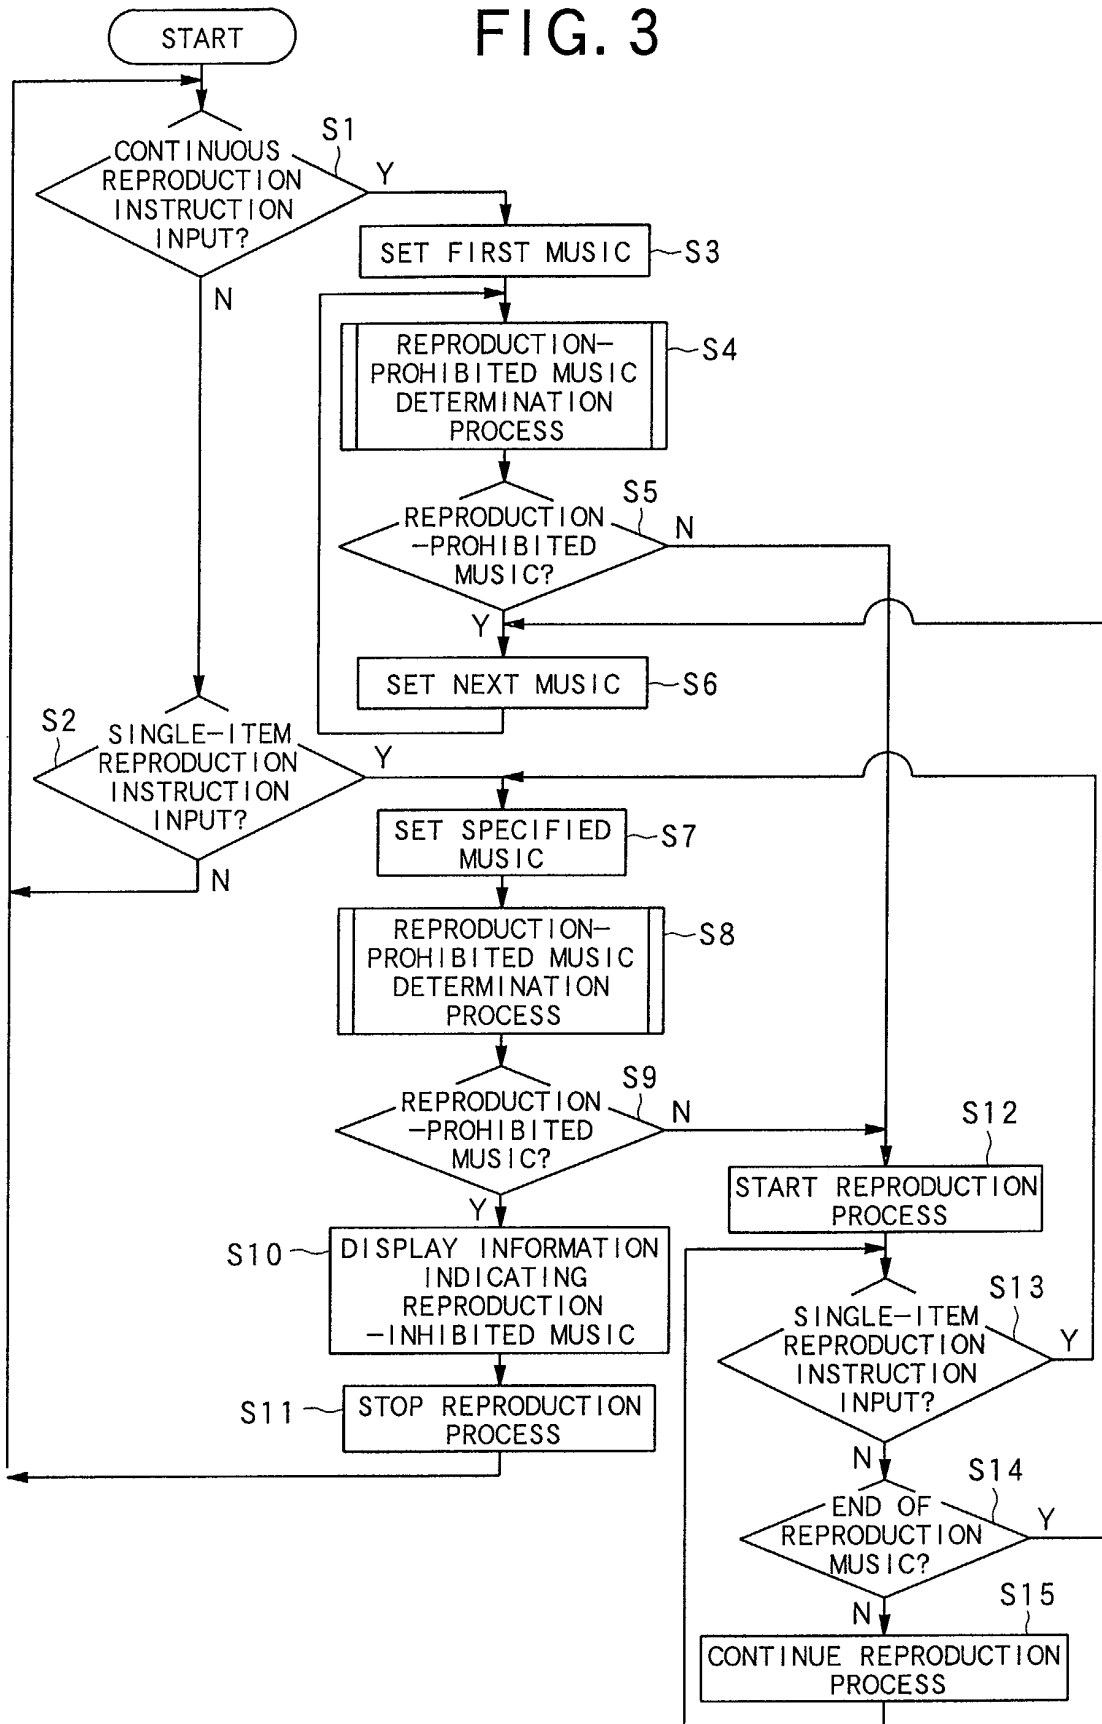 FIG. 3
START
S1
CONTINUOUS
REPRODUCTION
INSTRUCTION
INPUT?
Y
N
SET FIRST MUSIC
S3
REPRODUCTION-
PROHIBITED MUSIC
DETERMINATION
PROCESS
S4
S5
REPRODUCTION
-PROHIBITED
MUSIC?
N
Y
SET NEXT MUSIC
S6
S2
SINGLE-ITEM
REPRODUCTION
INSTRUCTION
INPUT?
Y
N
SET SPECIFIED
MUSIC
S7
REPRODUCTION-
PROHIBITED MUSIC
DETERMINATION
PROCESS
S8
S9
REPRODUCTION
-PROHIBITED
MUSIC?
N
Y
S10
DISPLAY INFORMATION
INDICATING
REPRODUCTION
-INHIBITED MUSIC
S11
STOP REPRODUCTION
PROCESS
S12
START REPRODUCTION
PROCESS
S13
SINGLE-ITEM
REPRODUCTION
INSTRUCTION
INPUT?
Y
N
S14
END OF
REPRODUCTION
MUSIC?
Y
N
S15
CONTINUE REPRODUCTION
PROCESS